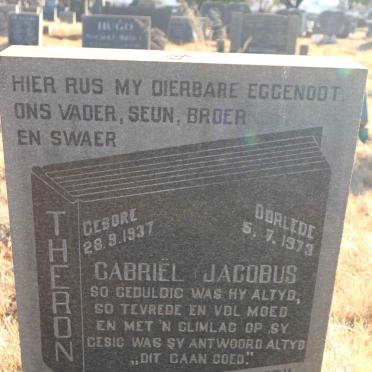 HUGO
HIER RUS MY DIERBARE EGGENOOT,
ONS VADER, SEUN, BROER
EN SWAER
THERON
GEBORE
28.9.1937
OORLEDE
5.7.1973
GABRIËL JACOBUS
SO GEDULDIG WAS HY ALTYD,
SO TEVREDE EN VOL MOED
EN MET 'N GLIMLAG OP SY
GESIG WAS SY ANTWOORD ALTYD
„DIT GAAN GOED."